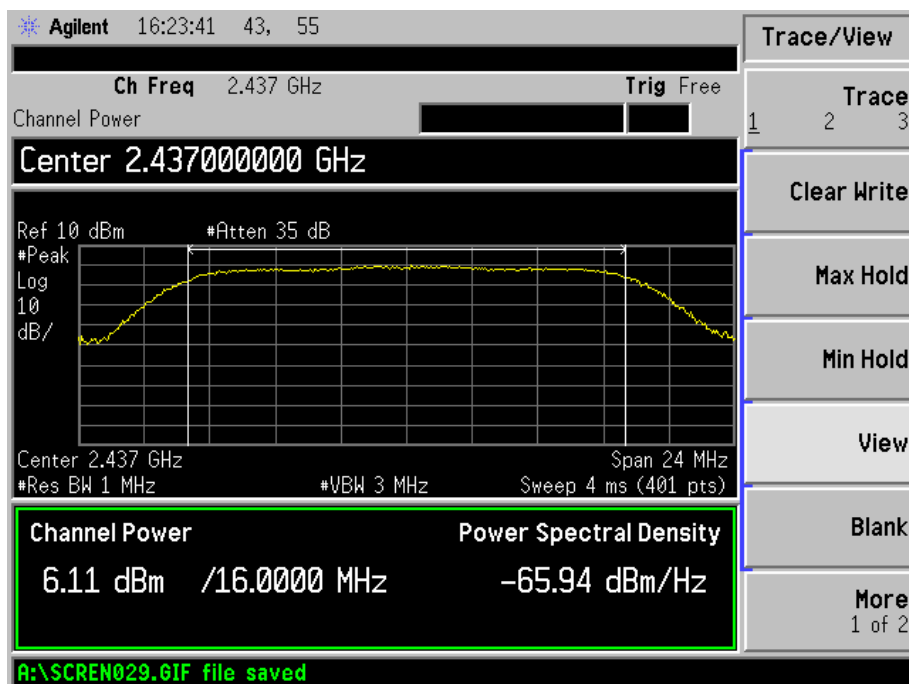 Agilent 16:23:41 43, 55
Trace/View
Ch Freq 2.437 GHz Trig Free
Channel Power
Trace
1 2 3
Center 2.437000000 GHz
Clear Write
Ref 10 dBm #Atten 35 dB
#Peak
Log
10
dB/
Max Hold
Min Hold
View
Center 2.437 GHz Span 24 MHz
#Res BW 1 MHz #VBW 3 MHz Sweep 4 ms (401 pts)
Channel Power Power Spectral Density
Blank
6.11 dBm /16.0000 MHz -65.94 dBm/Hz
More
1 of 2
A:\SCREN029.GIF file saved